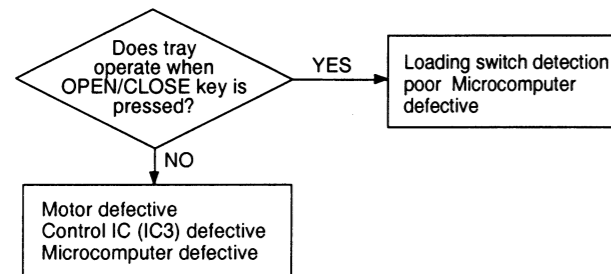 Does tray
operate when
OPEN/CLOSE key is
pressed?
YES
Loading switch detection
poor Microcomputer
defective
NO
Motor defective
Control IC (IC3) defective
Microcomputer defective